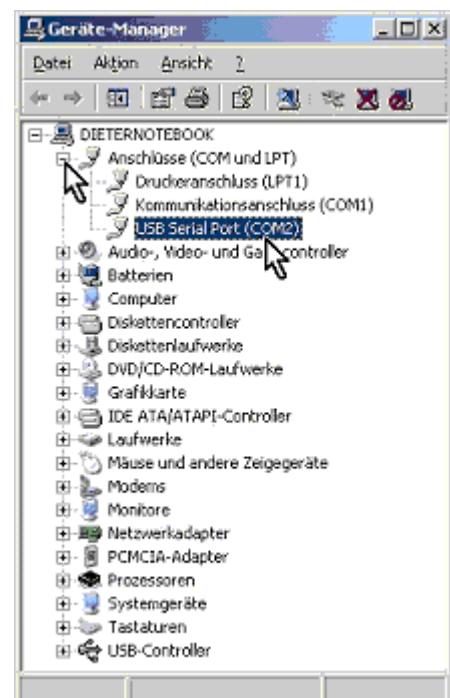 Geräte-Manager
Datei Aktion Ansicht ?
DIETERNOTEBOOK
Anschlüsse (COM und LPT)
Druckeranschluss (LPT1)
Kommunikationsanschluss (COM1)
USB Serial Port (COM2)
Audio-, Video- und Ga controller
Batterien
Computer
Diskettencontroller
Diskettenlaufwerke
DVD/CD-ROM-Laufwerke
Grafikkarte
IDE ATA/ATAPI-Controller
Laufwerke
Mäuse und andere Zeigegeräte
Modems
Monitore
Netzwerkadapter
PCMCIA-Adapter
Prozessoren
Systemgeräte
Tastaturen
USB-Controller